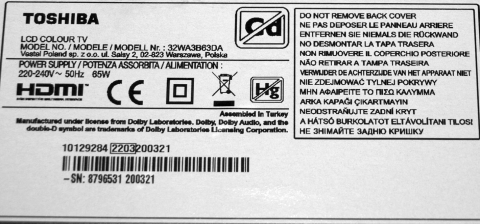 TOSHIBA
LCD COLOUR TV
MODEL NO. / MODELE / MODELL Nr. : 32WA3B63DA
Vestel Poland sp. z o.o. ul. Salsy 2, 02-823 Warszawa, Polska
POWER SUPPLY / POTENZA ASSORBITA / ALIMENTATION :
220-240V~ 50Hz 65W
HDMI CE Hg
Cd
Assembled in Turkey
Manufactured under license from Dolby Laboratories. Dolby, Dolby Audio, and the
double-D symbol are trademarks of Dolby Laboratories Licensing Corporation.
10129284 2203 200321
-SN: 8796531 200321
DO NOT REMOVE BACK COVER
NE PAS DEPOSER LE PANNEAU ARRIERE
ENTFERNEN SIE NIEMALS DIE RÜCKWAND
NO DESMONTAR LA TAPA TRASERA
NON RIMUOVERE IL COPERCHIO POSTERIORE
NÃO RETIRAR A TAMPA TRASEIRA
VERWIJDER DE ACHTERZIJDE VAN HET APPARAAT NIET
NIE ZDEJMOWAĆ TYLNEJ POKRYWY
ΜΗΝ ΑΦΑΙΡΕΙΤΕ ΤΟ ΠΙΣΩ ΚΑΛΥΜΜΑ
ARKA KAPAĞI ÇIKARTMAYIN
NEODSTRAŇUJTE ZADNÍ KRYT
A HÁTSÓ BURKOLATOT ELTÁVOLÍTANI TILOS!
НЕ ЗНІМАЙТЕ ЗАДНЮ КРИШКУ